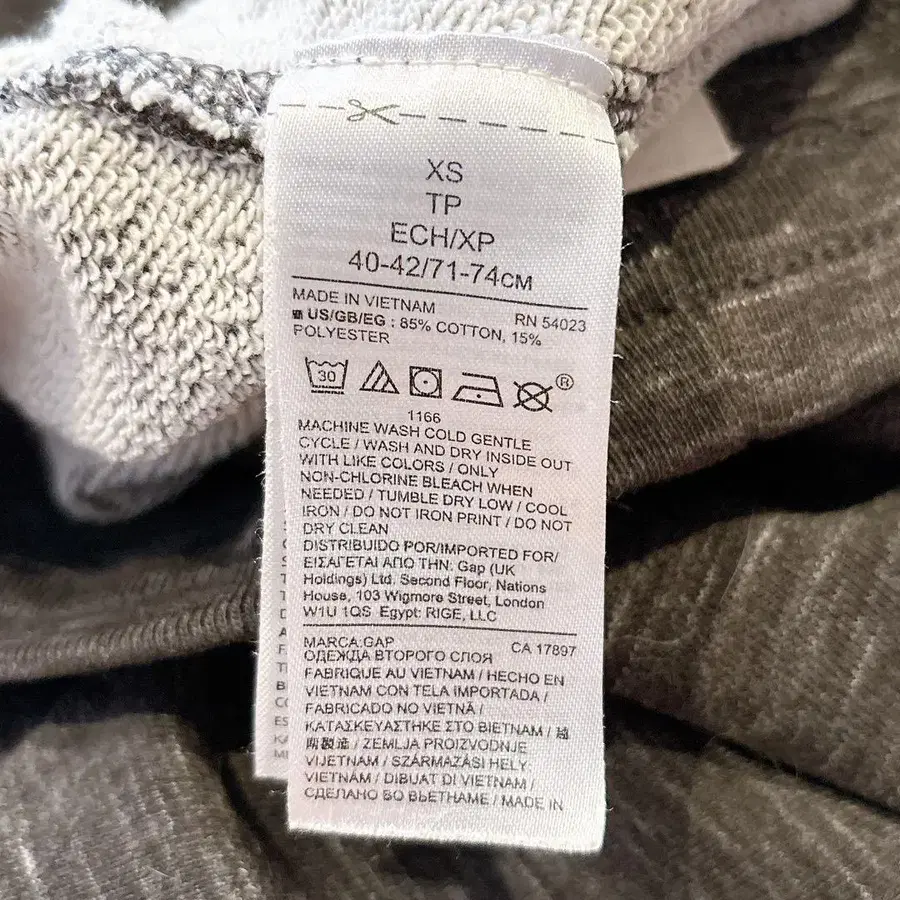 XS
TP
ECH/XP
40-42/71-74CM
MADE IN VIETNAM RN 54023
US/GB/EG : 85% COTTON, 15%
POLYESTER
30
®
1166
MACHINE WASH COLD GENTLE
CYCLE / WASH AND DRY INSIDE OUT
WITH LIKE COLORS / ONLY
NON-CHLORINE BLEACH WHEN
NEEDED / TUMBLE DRY LOW / COOL
IRON / DO NOT IRON PRINT / DO NOT
DRY CLEAN
DISTRIBUIDO POR/IMPORTED FOR/
ΕΙΣΑΓΕΤΑΙ ΑΠΟ ΤΗΝ: Gap (UK
Holdings) Ltd. Second Floor, Nations
House, 103 Wigmore Street, London
W1U 1QS Egypt: RIGE, LLC
MARCA:GAP CA 17897
ОДЕЖДА ВТОРОГО СЛОЯ
FABRIQUE AU VIETNAM / HECHO EN
VIETNAM CON TELA IMPORTADA /
FABRICADO NO VIETNÃ /
ΚΑΤΑΣΚΕΥΑΣΤΗΚΕ ΣΤΟ ΒΙΕΤΝΑΜ / 越
南製造 / ZEMLJA PROIZVODNJE
VIJETNAM / SZÁRMAZÁSI HELY
VIETNÁM / DIBUAT DI VIETNAM /
СДЕЛАНО ВО ВЬЕТНАМЕ / MADE IN